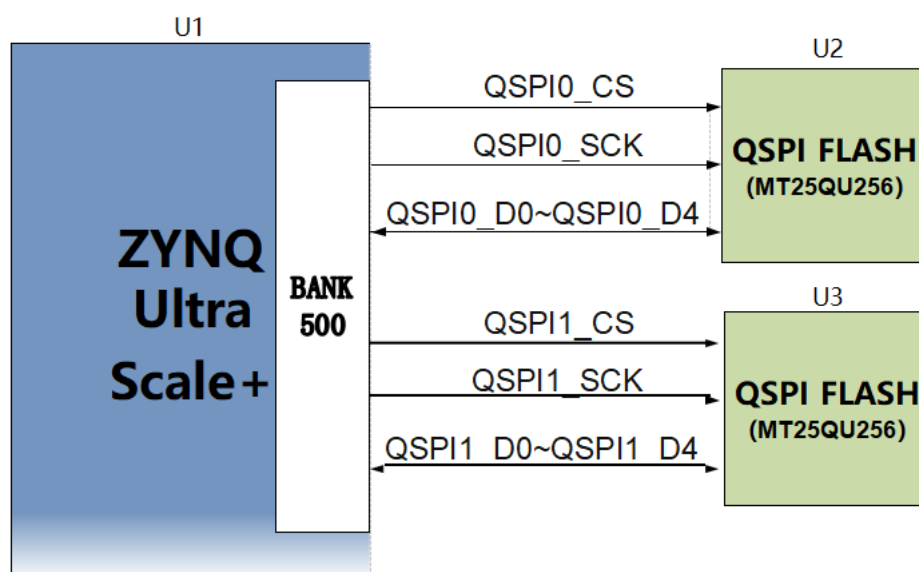 U1
ZYNQ
Ultra
Scale+
BANK
500
QSPI0_CS
QSPI0_SCK
QSPI0_D0~QSPI0_D4
U2
QSPI FLASH
(MT25QU256)
QSPI1_CS
QSPI1_SCK
QSPI1_D0~QSPI1_D4
U3
QSPI FLASH
(MT25QU256)